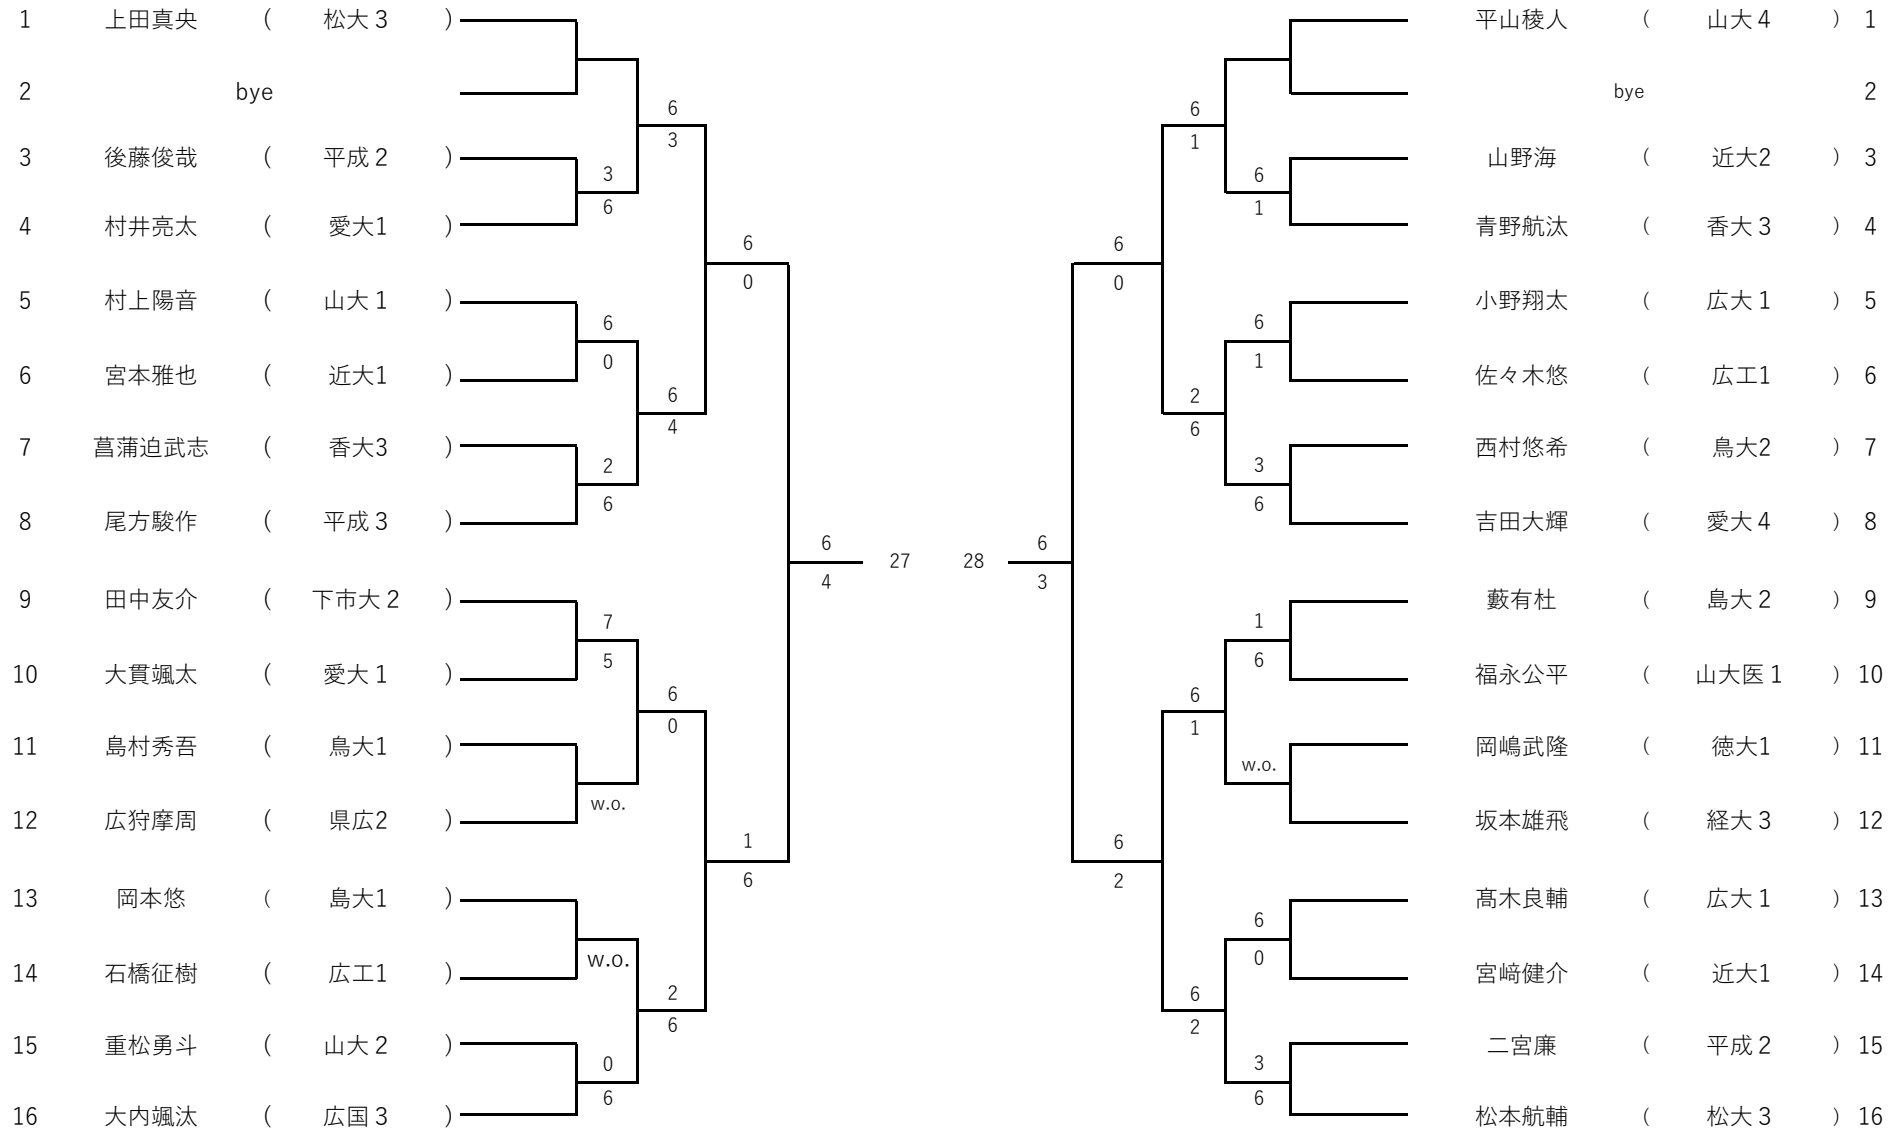 1 上田真央 ( 松大３ ) 平山稜人 ( 山大４ ) 1
2 bye bye 2
6 3 6 1
3 後藤俊哉 ( 平成２ ) 山野海 ( 近大2 ) 3
3 6 6 1
4 村井亮太 ( 愛大1 ) 青野航汰 ( 香大３ ) 4
6 0 6 0
5 村上陽音 ( 山大１ ) 小野翔太 ( 広大１ ) 5
6 0 6 1
6 宮本雅也 ( 近大1 ) 佐々木悠 ( 広工1 ) 6
6 4 2 6
7 菖蒲迫武志 ( 香大3 ) 西村悠希 ( 鳥大2 ) 7
2 6 3 6
8 尾方駿作 ( 平成３ ) 吉田大輝 ( 愛大４ ) 8
6 4 27 28 6 3
9 田中友介 ( 下市大２ ) 藪有杜 ( 島大２ ) 9
7 5 1 6
10 大貫颯太 ( 愛大１ ) 福永公平 ( 山大医１ ) 10
6 0 6 1
11 島村秀吾 ( 鳥大1 ) 岡嶋武隆 ( 徳大1 ) 11
w.o. w.o.
12 広狩摩周 ( 県広2 ) 坂本雄飛 ( 経大３ ) 12
1 6 6 2
13 岡本悠 ( 島大1 ) 髙木良輔 ( 広大１ ) 13
w.o. 6 0
14 石橋征樹 ( 広工1 ) 宮﨑健介 ( 近大1 ) 14
2 6 6 2
15 重松勇斗 ( 山大２ ) 二宮廉 ( 平成２ ) 15
0 6 3 6
16 大内颯汰 ( 広国３ ) 松本航輔 ( 松大３ ) 16